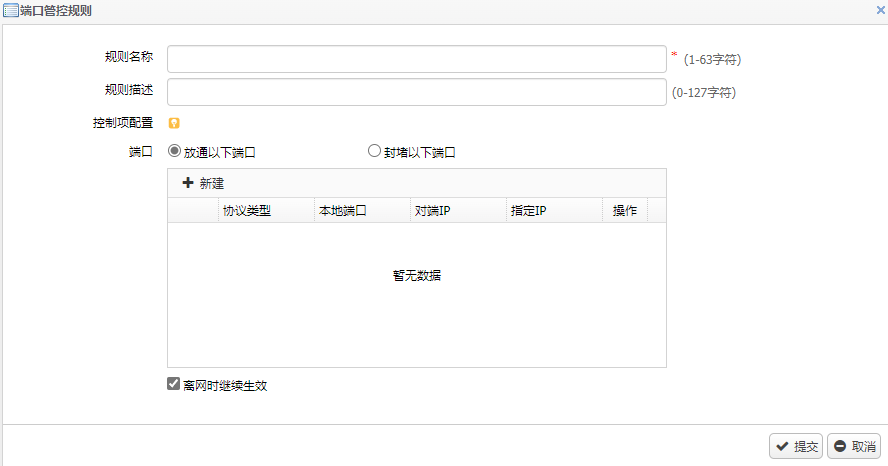 端口管控规则
规则名称 * (1-63字符)
规则描述 (0-127字符)
控制项配置
端口 放通以下端口 封堵以下端口
新建
协议类型 本地端口 对端IP 指定IP 操作
暂无数据
离网时继续生效
提交 取消